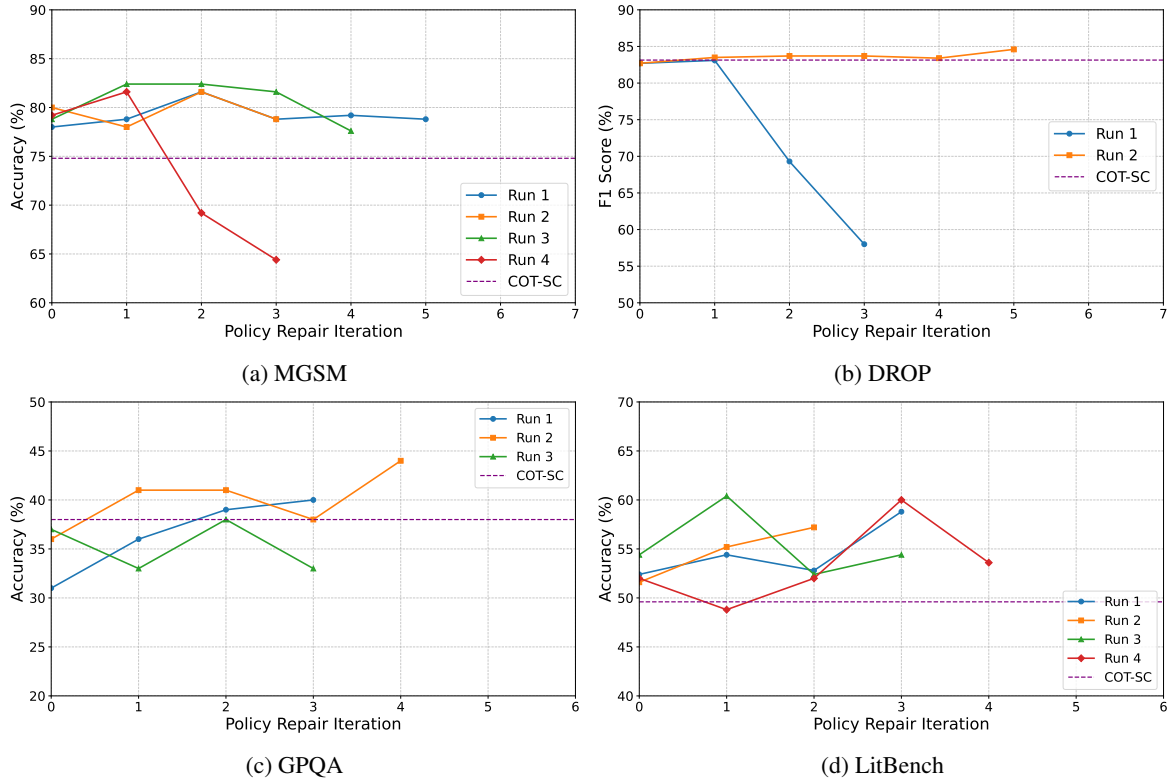 90
85
80
75
70
65
60
Accuracy (%)
0 1 2 3 4 5 6 7
Policy Repair Iteration
Run 1
Run 2
Run 3
Run 4
COT-SC
(a) MGSM
90
85
80
75
70
65
60
55
50
F1 Score (%)
0 1 2 3 4 5 6 7
Policy Repair Iteration
Run 1
Run 2
COT-SC
(b) DROP
50
45
40
35
30
25
20
Accuracy (%)
0 1 2 3 4 5 6
Policy Repair Iteration
Run 1
Run 2
Run 3
COT-SC
(c) GPQA
70
65
60
55
50
45
40
Accuracy (%)
0 1 2 3 4 5 6
Policy Repair Iteration
Run 1
Run 2
Run 3
Run 4
COT-SC
(d) LitBench